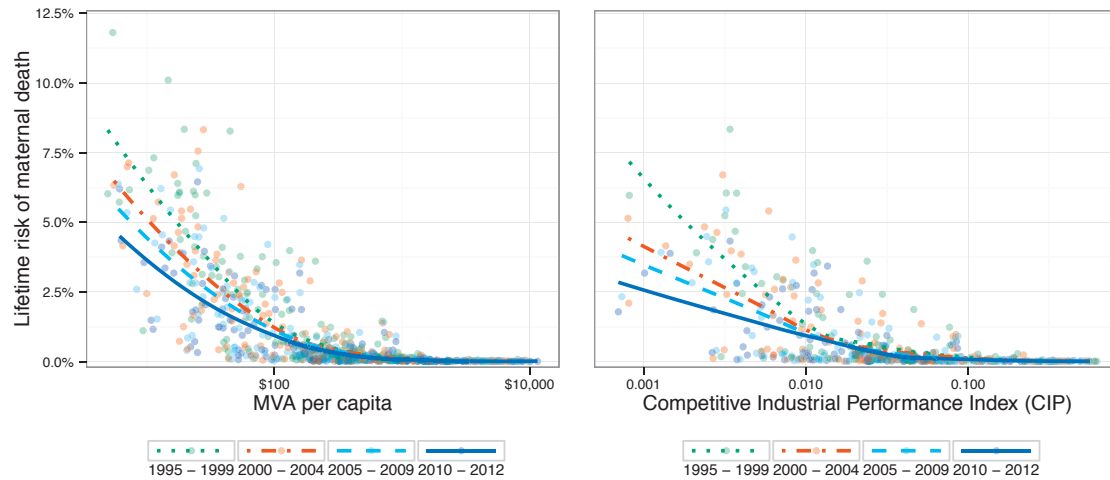 Lifetime risk of maternal death
12.5%
10.0%
7.5%
5.0%
2.5%
0.0%
$100
$10,000
MVA per capita
0.001
0.010
0.100
Competitive Industrial Performance Index (CIP)
1995 – 1999 2000 – 2004 2005 – 2009 2010 – 2012
1995 – 1999 2000 – 2004 2005 – 2009 2010 – 2012